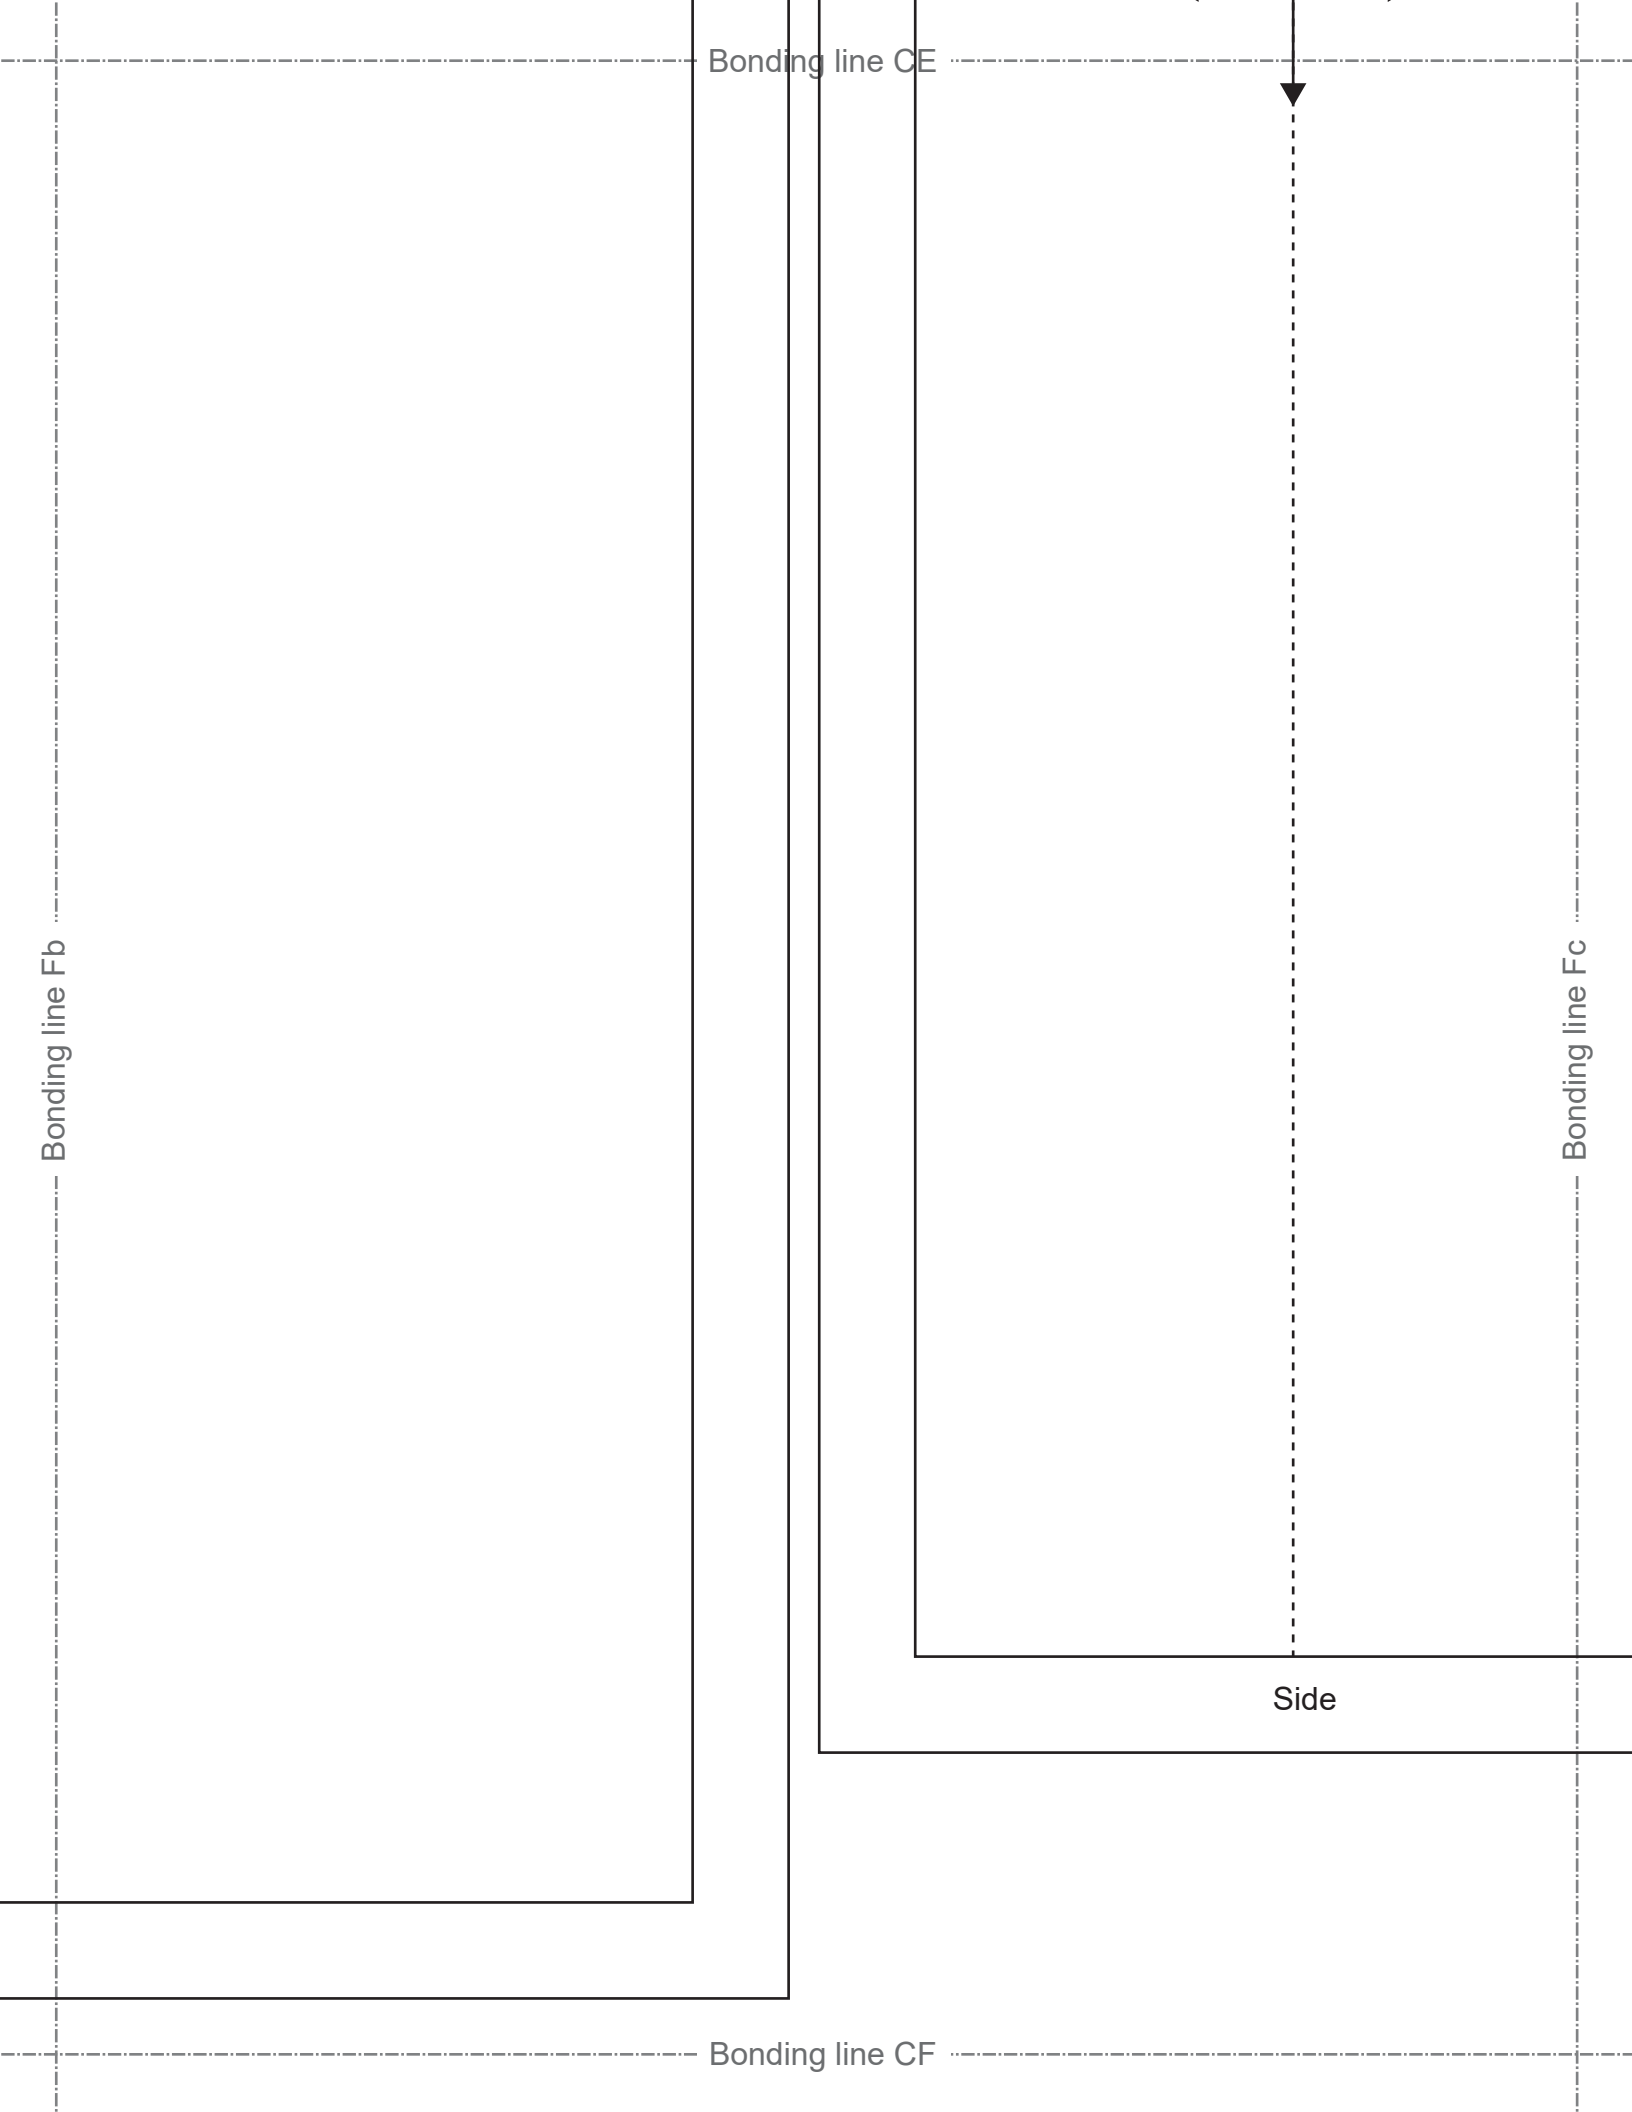 Bonding line CE
Bonding line Fb
Bonding line Fc
Side
Bonding line CF